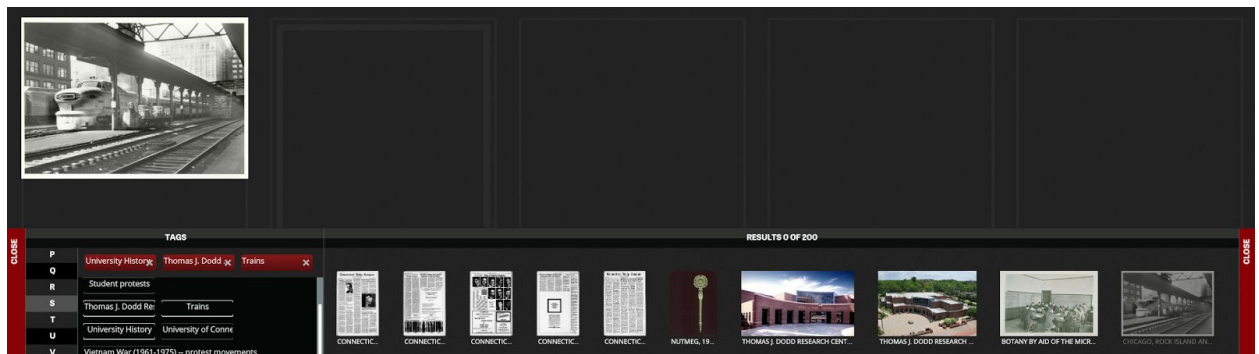 CLOSE
TAGS
RESULTS 0 OF 200
CLOSE
P
Q
R
S
T
U
V
University History
Thomas J. Dodd
Trains
Student protests
Thomas J. Dodd Re
Trains
University History
University of Conne
Vietnam War (1961-1975) -- protest movements
CONNECTIC...
CONNECTIC...
CONNECTIC...
CONNECTIC...
CONNECTIC...
NUTMEG, 19...
THOMAS J. DODD RESEARCH CENT...
THOMAS J. DODD RESEARCH ...
BOTANY BY AID OF THE MICR...
CHICAGO, ROCK ISLAND AN...